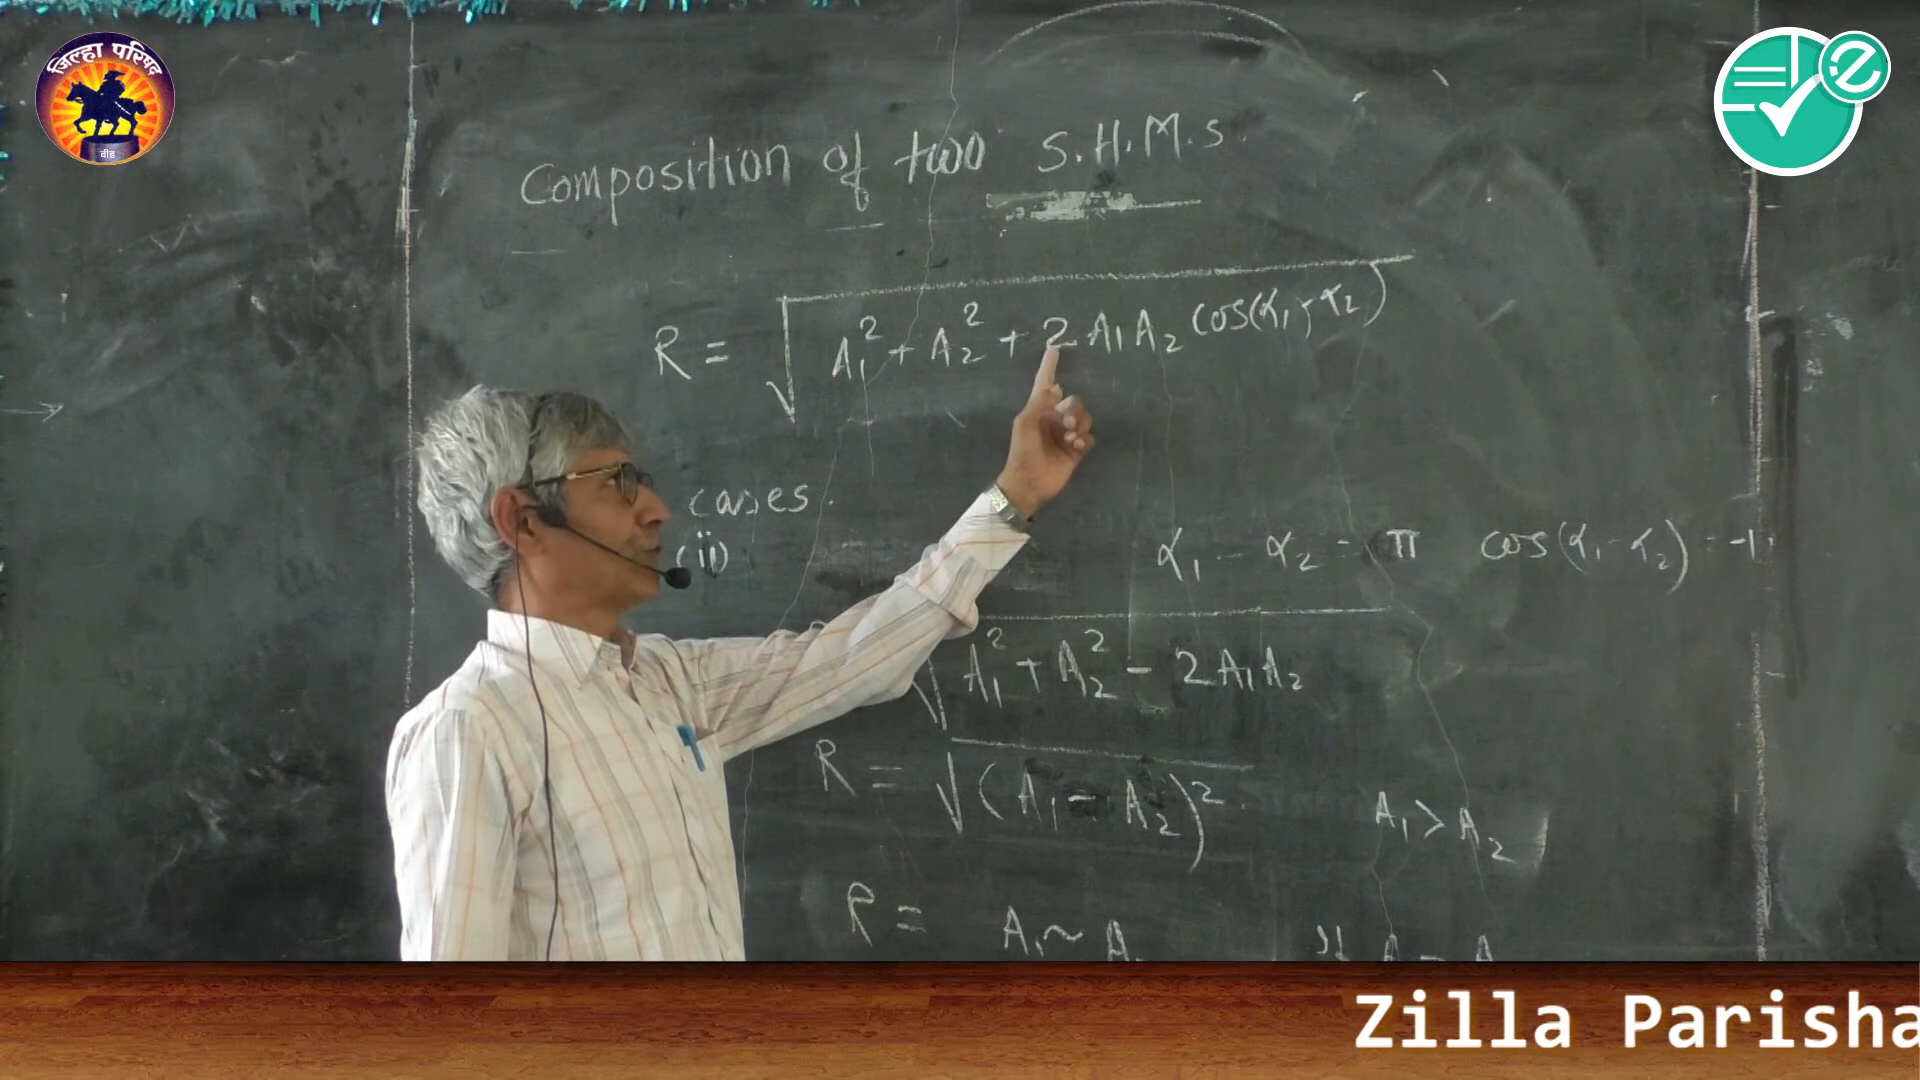 जिल्हा परिषद
बीड
Composition of two S.H.M.s.
R = √(A₁² + A₂² + 2A₁A₂ cos(α₁ - α₂))
cases.
(ii)
α₁ - α₂ = π cos(α₁ - α₂) = -1
√(A₁² + A₂² - 2A₁A₂)
R = √(A₁ - A₂)²
A₁ > A₂
R = A₁ ~ A
Zilla Parisha